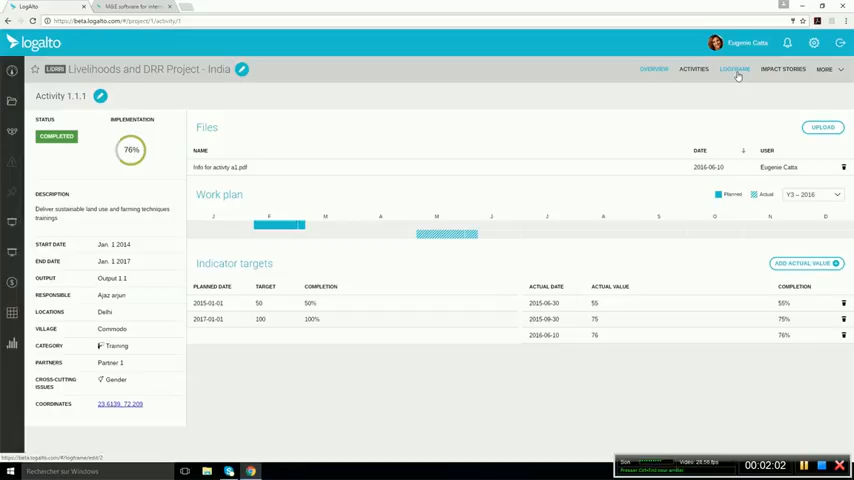 LogAlto
M&E software for intern
https://beta.logalto.com/#/project/1/activity/1
logalto
Eugenie Catta
LIDRR Livelihoods and DRR Project - India
OVERVIEW ACTIVITIES LOGFRAME IMPACT STORIES MORE
Activity 1.1.1
STATUS IMPLEMENTATION
COMPLETED
76%
DESCRIPTION
Deliver sustainable land use and farming techniques
trainings
START DATE Jan. 1 2014
END DATE Jan. 1 2017
OUTPUT Output 1.1
RESPONSIBLE Ajaz arjun
LOCATIONS Delhi
VILLAGE Commodo
CATEGORY Training
PARTNERS Partner 1
CROSS-CUTTING ISSUES Gender
COORDINATES 23.6139, 72.209
Files
UPLOAD
NAME DATE USER
Info for activity a1.pdf 2016-06-10 Eugenie Catta
Work plan
Planned Actual Y3 – 2016
J F M A M J J A S O N D
Indicator targets
ADD ACTUAL VALUE
PLANNED DATE TARGET COMPLETION ACTUAL DATE ACTUAL VALUE COMPLETION
2015-01-01 50 50% 2015-06-30 55 55%
2017-01-01 100 100% 2015-09-30 75 75%
2016-06-10 76 76%
https://beta.logalto.com/#/logframe/edit/2
Rechercher sur Windows
Son
Video: 28,58 fps
00:02:02